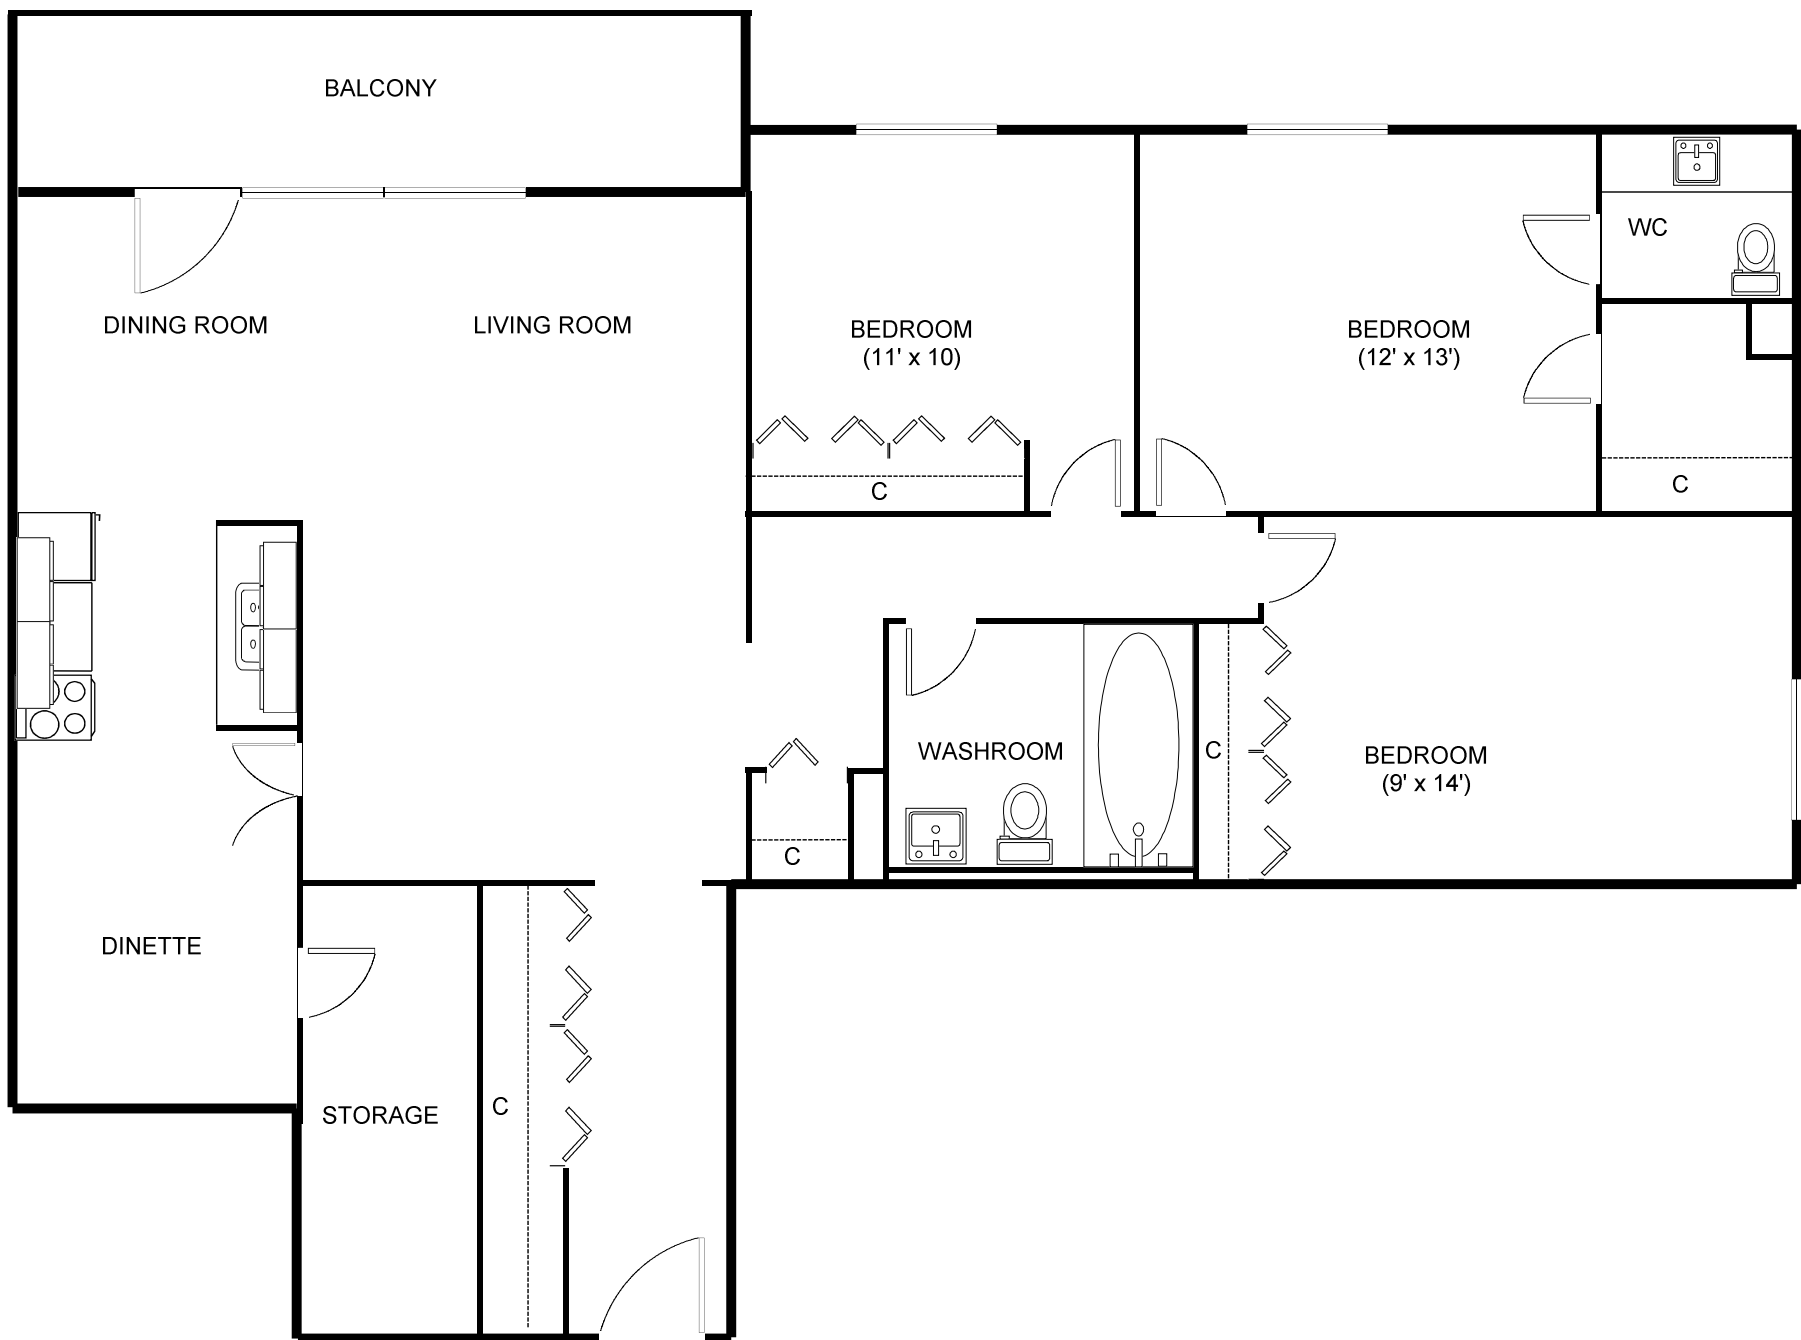 BALCONY
WC
DINING ROOM
LIVING ROOM
BEDROOM
(11' x 10)
BEDROOM
(12' x 13')
C
C
WASHROOM
C
BEDROOM
(9' x 14')
C
DINETTE
STORAGE
C